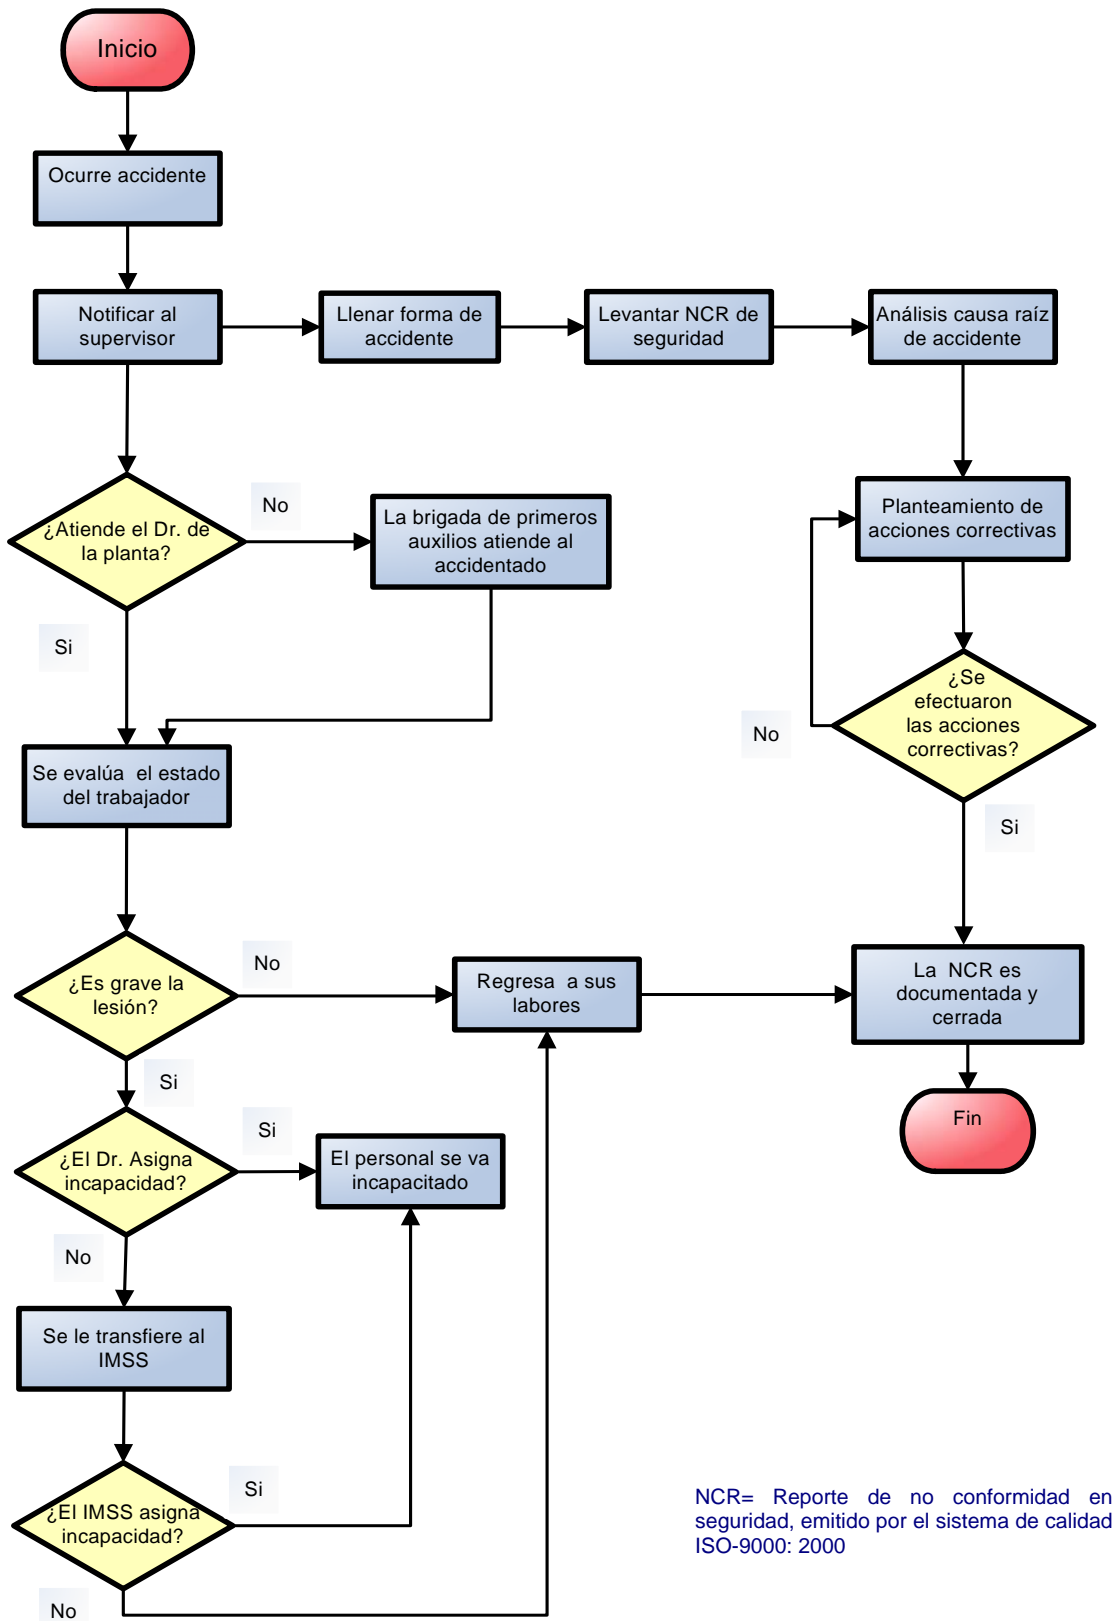 Inicio
Ocurre accidente
Notificar al
supervisor
Llenar forma de
accidente
Levantar NCR de
seguridad
Análisis causa raíz
de accidente
¿Atiende el Dr. de
la planta?
No
La brigada de primeros
auxilios atiende al
accidentado
Planteamiento de
acciones correctivas
Si
¿Se
efectuaron
las acciones
correctivas?
No
Se evalúa el estado
del trabajador
Si
¿Es grave la
lesión?
No
Regresa a sus
labores
La NCR es
documentada y
cerrada
Si
Fin
¿El Dr. Asigna
incapacidad?
Si
El personal se va
incapacitado
No
Se le transfiere al
IMSS
¿El IMSS asigna
incapacidad?
Si
No
NCR= Reporte de no conformidad en
seguridad, emitido por el sistema de calidad
ISO-9000: 2000